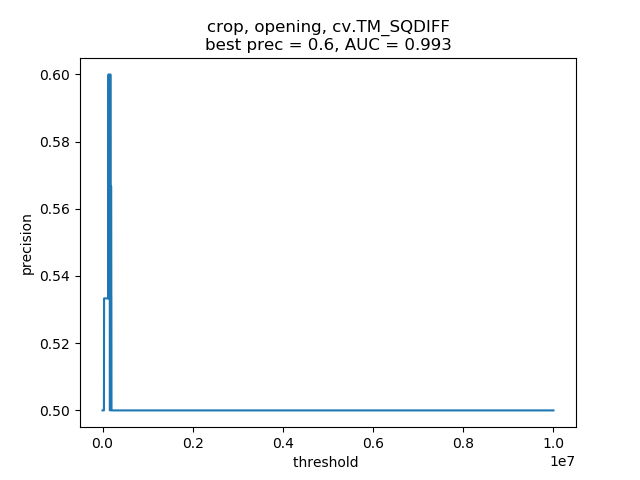 crop, opening, cv.TM_SQDIFF
best prec = 0.6, AUC = 0.993
0.60
0.58
0.56
0.54
0.52
0.50
precision
0.0 0.2 0.4 0.6 0.8 1.0
1e7
threshold